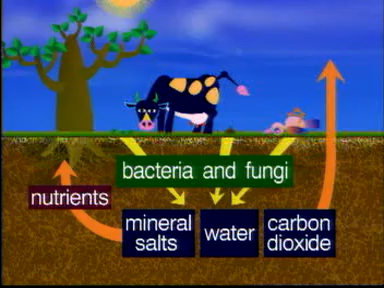 bacteria and fungi
nutrients
mineral
salts
water
carbon
dioxide